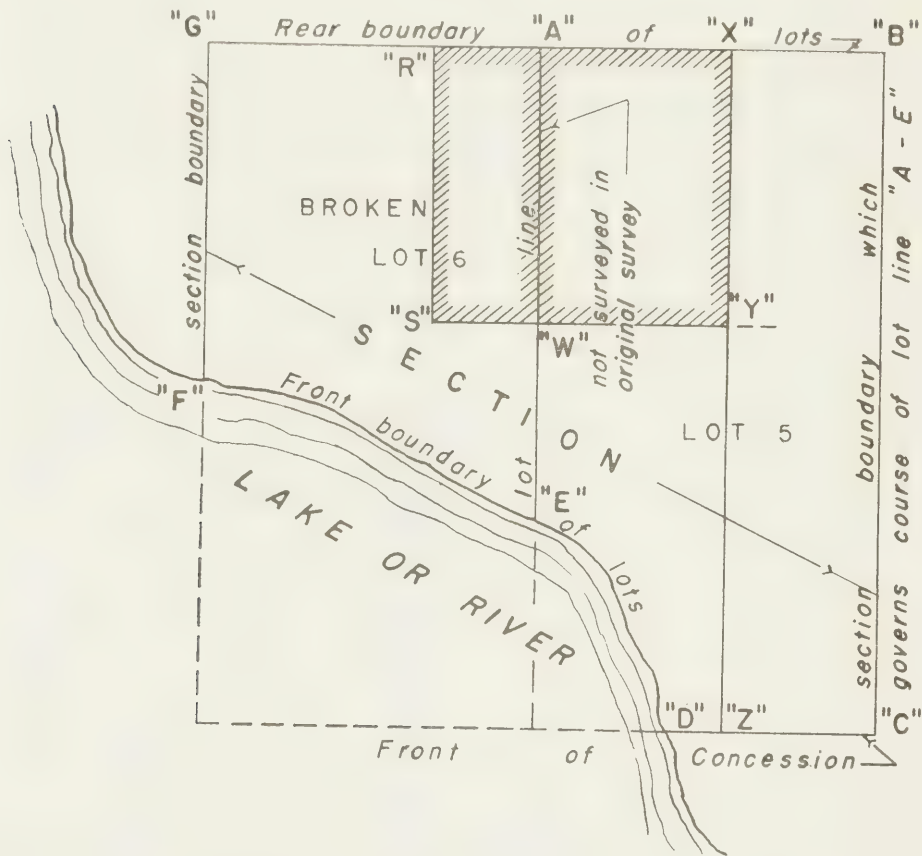 "G" Rear boundary "A" of "X" lots "B"
"R"
section boundary
BROKEN
LOT 6
line
not surveyed in
original survey
"S"
"W"
"Y"
SECTION
section boundary which
governs course of lot line "A - E"
"F"
Front boundary of lots
lot
"E"
LOT 5
LAKE OR RIVER
"D" "Z" "C"
Front of Concession